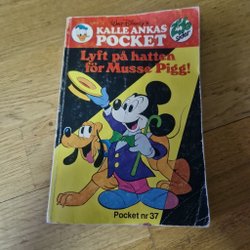 Walt Disney's
KALLE ANKAS
POCKET
Lyft på hatten
för Musse Pigg!
Pocket nr 37